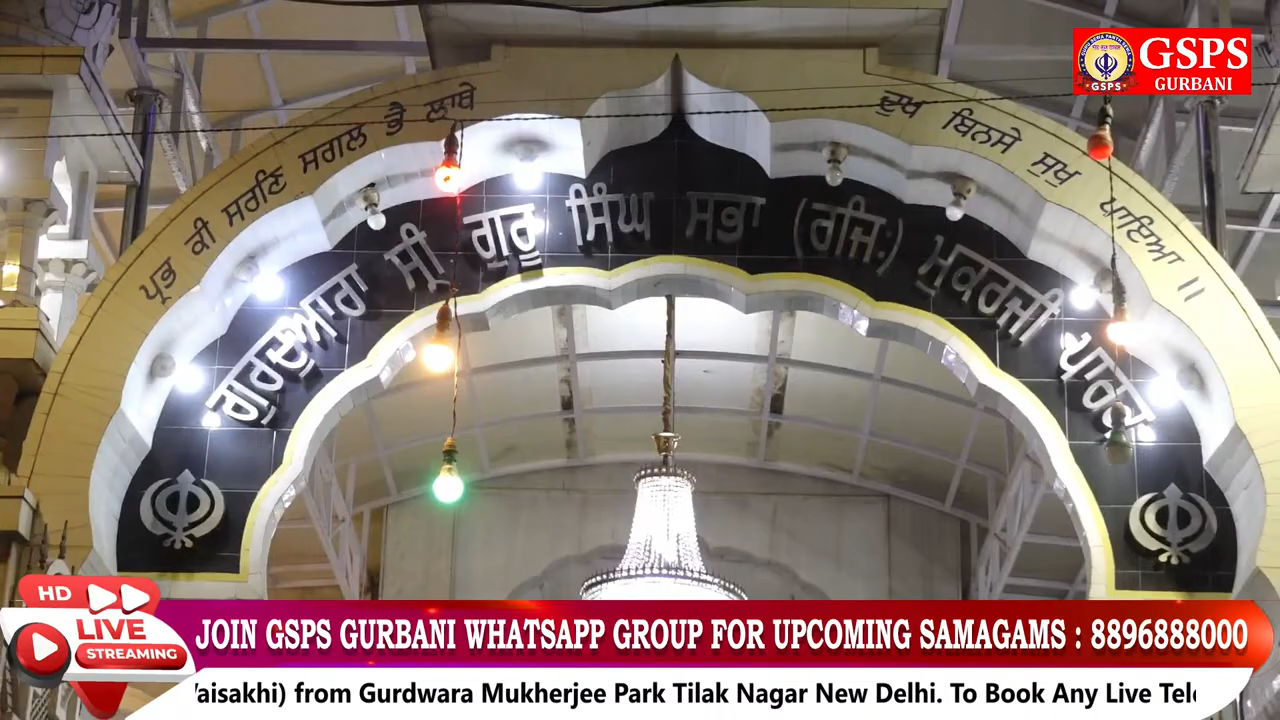 GSPS
GURBANI
GSPS
ਪ੍ਰਭ ਕੀ ਸਰਣਿ ਸਗਲ ਭੈ ਲਾਥੇ
ਦੁਖ ਬਿਨਸੇ ਸੁਖੁ ਪਾਇਆ ॥
ਗੁਰਦੁਆਰਾ ਸ੍ਰੀ ਗੁਰੂ ਸਿੰਘ ਸਭਾ (ਰਜਿ:) ਮੁਕਰਜੀ ਪਾਰਕ
HD
LIVE
STREAMING
JOIN GSPS GURBANI WHATSAPP GROUP FOR UPCOMING SAMAGAMS : 8896888000
aisakhi) from Gurdwara Mukherjee Park Tilak Nagar New Delhi. To Book Any Live Tel